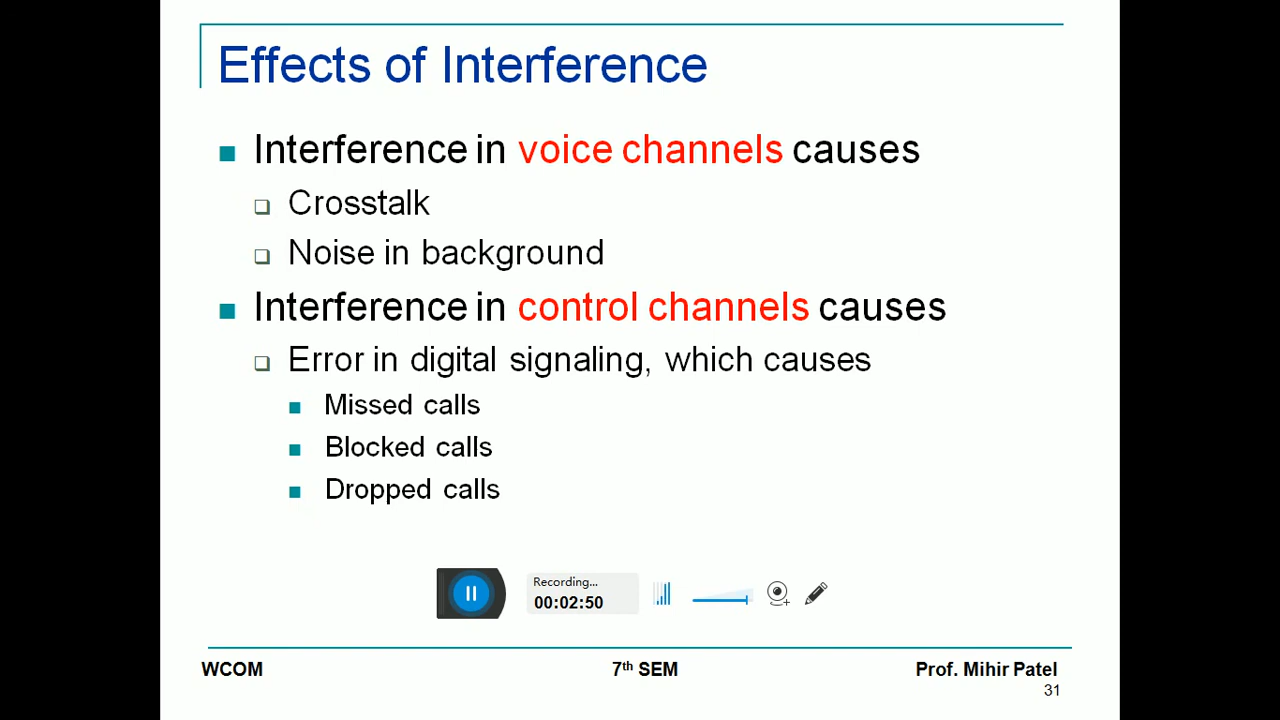 Effects of Interference
Interference in voice channels causes
Crosstalk
Noise in background
Interference in control channels causes
Error in digital signaling, which causes
Missed calls
Blocked calls
Dropped calls
Recording...
00:02:50
WCOM 7th SEM Prof. Mihir Patel
31